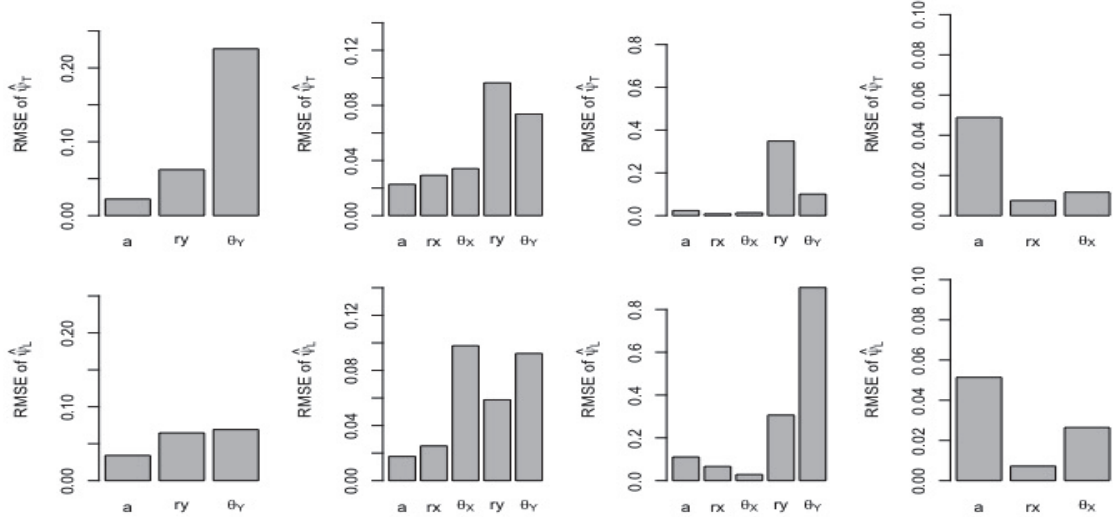 RMSE of ψ̂T
0.00 0.10 0.20
a ry θY
RMSE of ψ̂T
0.00 0.04 0.08 0.12
a rx θX ry θY
RMSE of ψ̂T
0.0 0.2 0.4 0.6 0.8
a rx θX ry θY
RMSE of ψ̂T
0.00 0.02 0.04 0.06 0.08 0.10
a rx θX
RMSE of ψ̂L
0.00 0.10 0.20
a ry θY
RMSE of ψ̂L
0.00 0.04 0.08 0.12
a rx θX ry θY
RMSE of ψ̂L
0.0 0.2 0.4 0.6 0.8
a rx θX ry θY
RMSE of ψ̂L
0.00 0.02 0.04 0.06 0.08 0.10
a rx θX